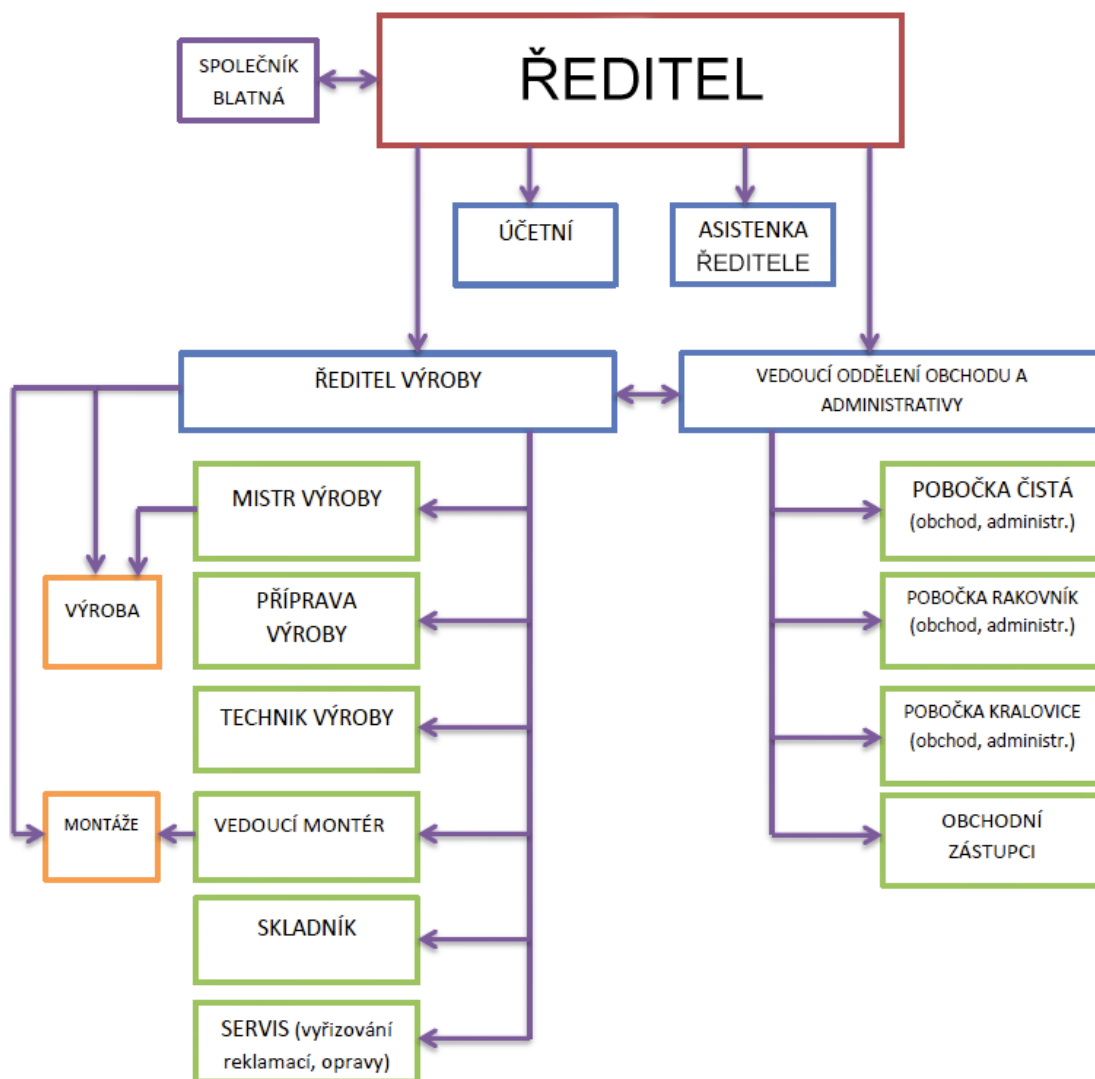 SPOLEČNÍK
BLATNÁ
ŘEDITEL
ÚČETNÍ
ASISTENKA
ŘEDITELE
ŘEDITEL VÝROBY
VEDOUCÍ ODDĚLENÍ OBCHODU A
ADMINISTRATIVY
MISTR VÝROBY
POBOČKA ČISTÁ
(obchod, administr.)
VÝROBA
PŘÍPRAVA
VÝROBY
POBOČKA RAKOVNÍK
(obchod, administr.)
TECHNIK VÝROBY
POBOČKA KRALOVICE
(obchod, administr.)
MONTÁŽE
VEDOUCÍ MONTÉR
OBCHODNÍ
ZÁSTUPCI
SKLADNÍK
SERVIS (vyřizování
reklamací, opravy)